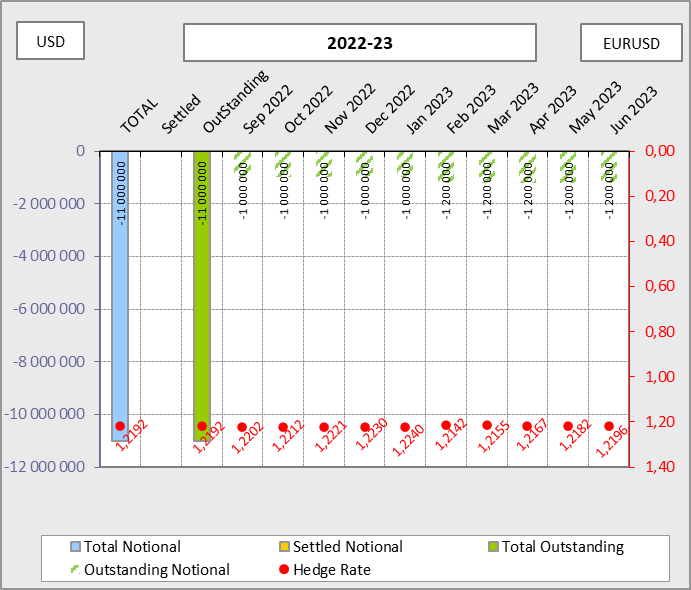 USD
2022-23
EURUSD
TOTAL
Settled
OutStanding
Sep 2022
Oct 2022
Nov 2022
Dec 2022
Jan 2023
Feb 2023
Mar 2023
Apr 2023
May 2023
Jun 2023
0
-2 000 000
-4 000 000
-6 000 000
-8 000 000
-10 000 000
-12 000 000
-11 000 000
-11 000 000
-1 000 000
-1 000 000
-1 000 000
-1 000 000
-1 000 000
-1 200 000
-1 200 000
-1 200 000
-1 200 000
-1 200 000
0,00
0,20
0,40
0,60
0,80
1,00
1,20
1,40
1,2192
1,2192
1,2202
1,2212
1,2221
1,2230
1,2240
1,2142
1,2155
1,2167
1,2182
1,2196
Total Notional
Settled Notional
Total Outstanding
Outstanding Notional
Hedge Rate